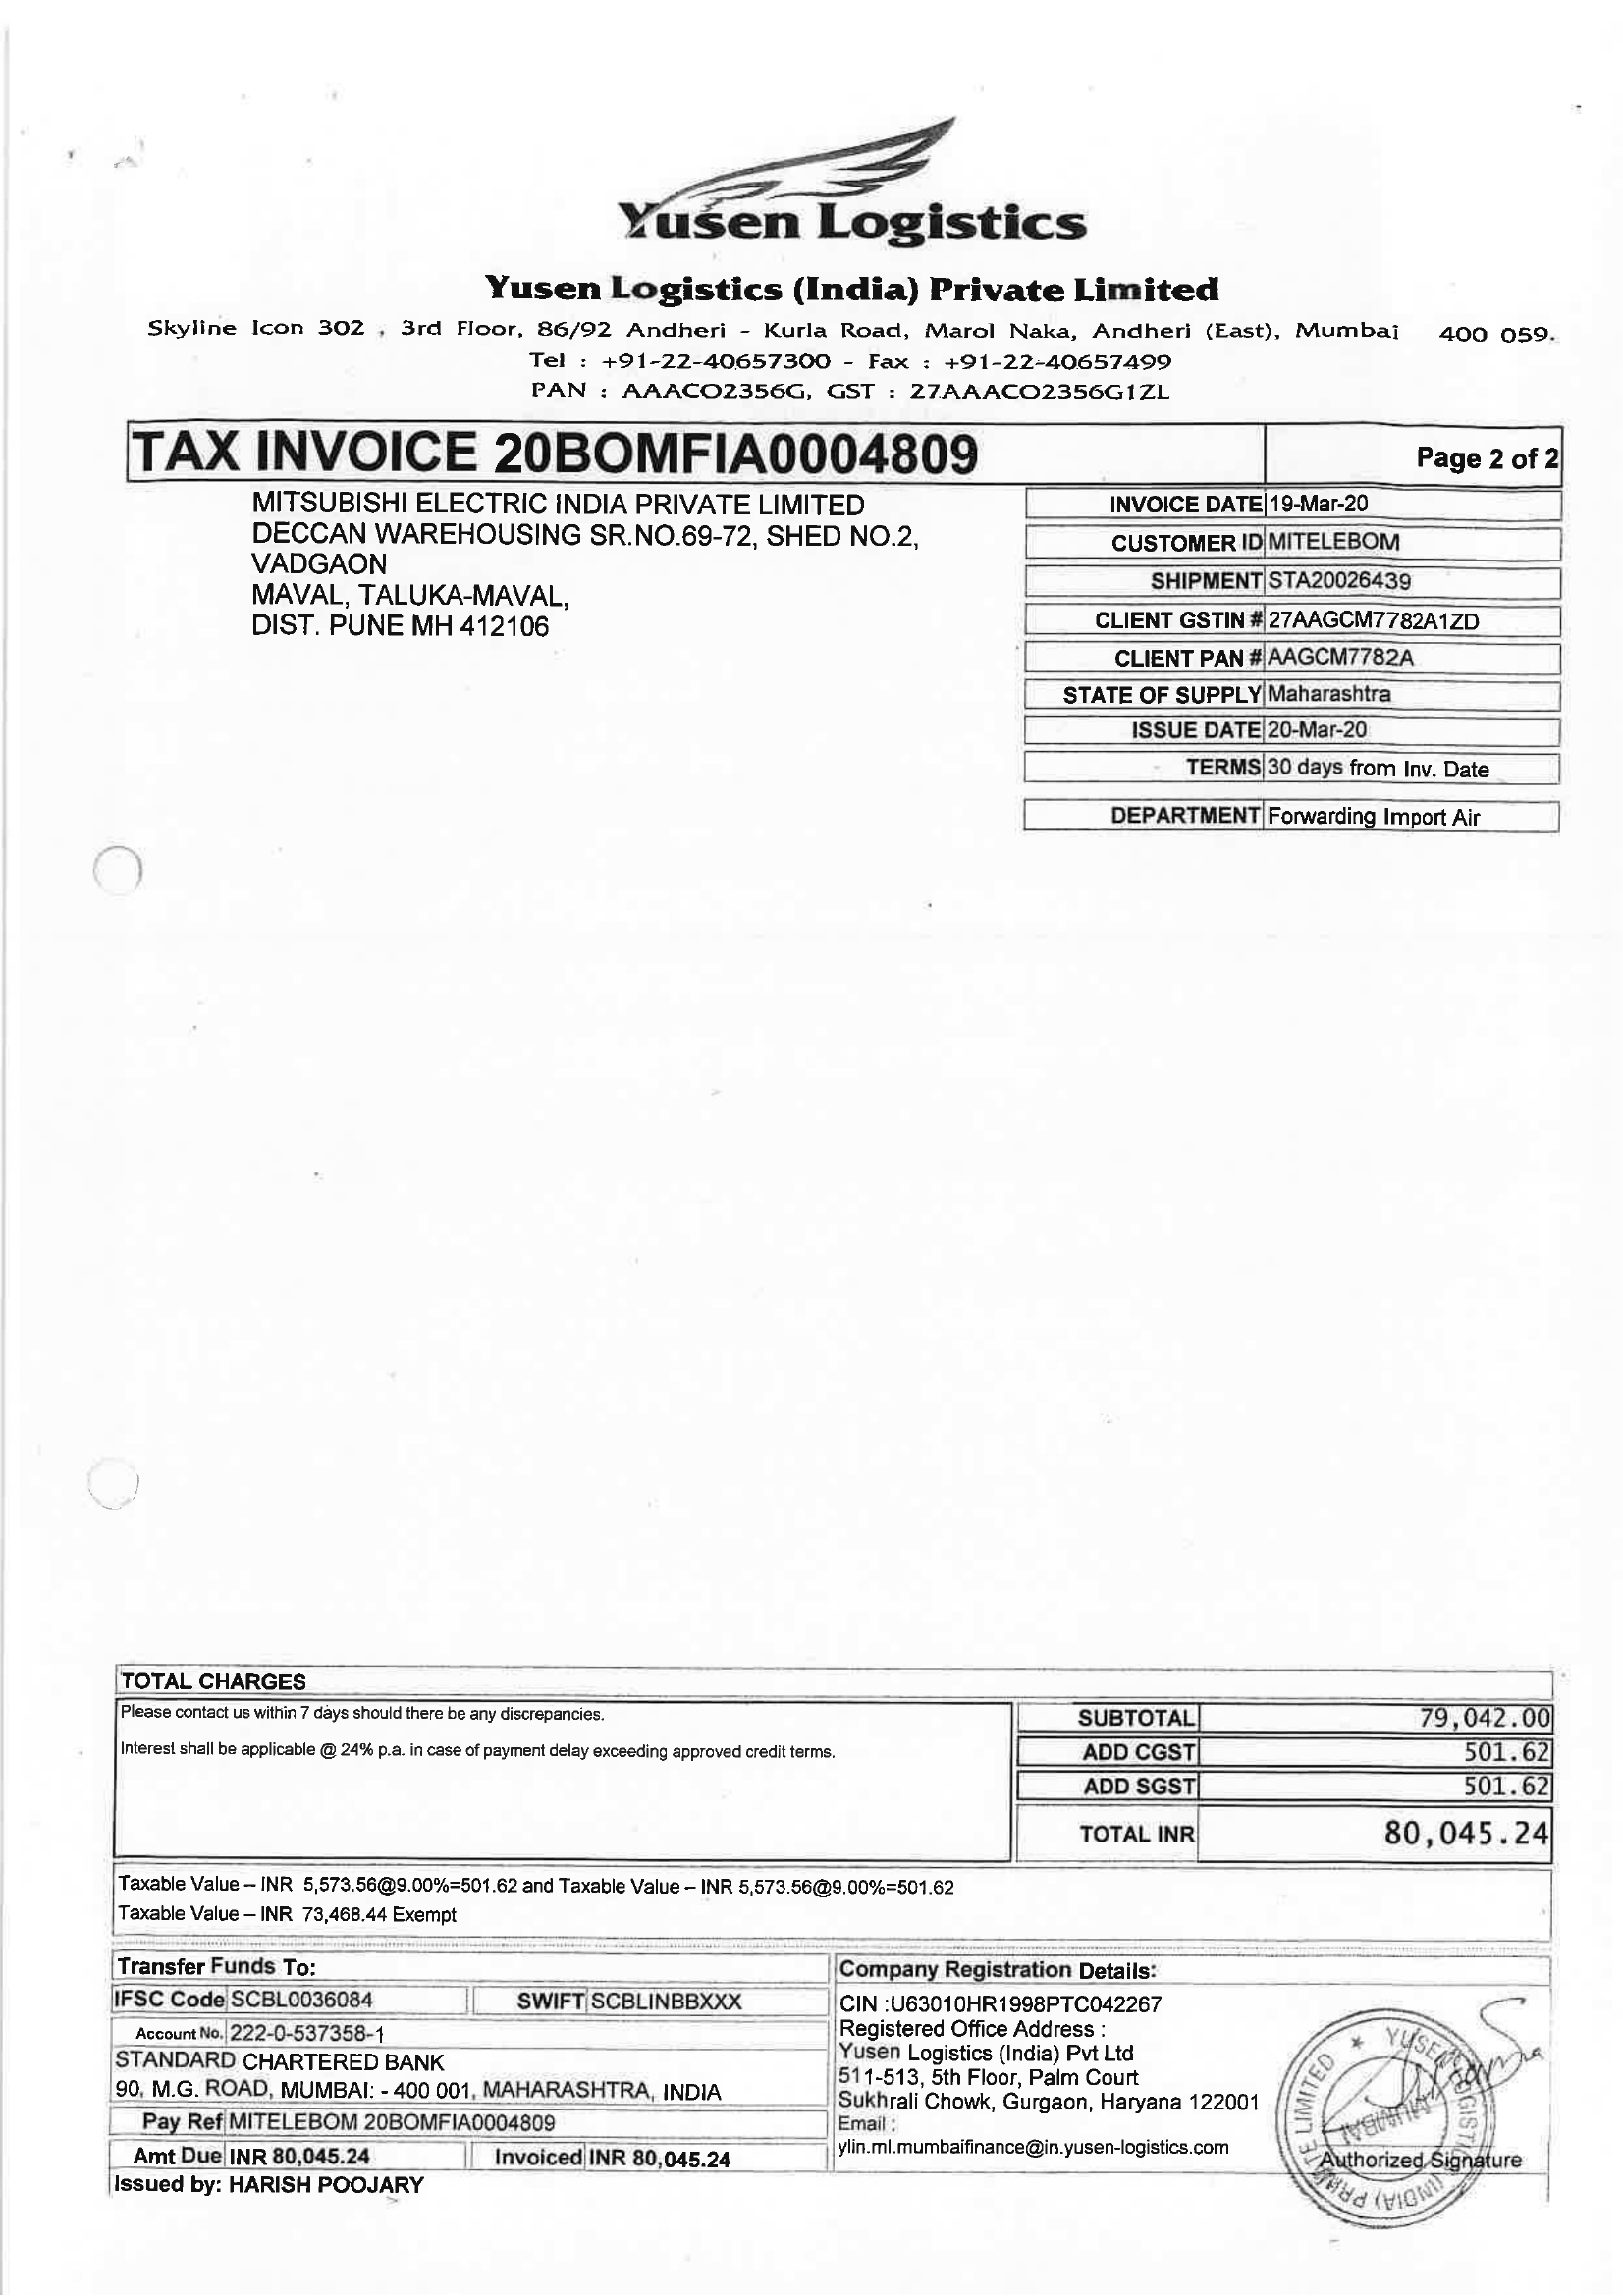 Yusen Logistics
Yusen Logistics (India) Private Limited
Skyline Icon 302 , 3rd Floor, 86/92 Andheri - Kurla Road, Marol Naka, Andheri (East), Mumbai 400 059.
Tel : +91-22-40657300 - Fax : +91-22-40657499
PAN : AAACO2356G, GST : 27AAACO2356G1ZL
TAX INVOICE 20BOMFIA0004809 Page 2 of 2
MITSUBISHI ELECTRIC INDIA PRIVATE LIMITED
DECCAN WAREHOUSING SR.NO.69-72, SHED NO.2,
VADGAON
MAVAL, TALUKA-MAVAL,
DIST. PUNE MH 412106
INVOICE DATE 19-Mar-20
CUSTOMER ID MITELEBOM
SHIPMENT STA20026439
CLIENT GSTIN # 27AAGCM7782A1ZD
CLIENT PAN # AAGCM7782A
STATE OF SUPPLY Maharashtra
ISSUE DATE 20-Mar-20
TERMS 30 days from Inv. Date
DEPARTMENT Forwarding Import Air
TOTAL CHARGES
Please contact us within 7 days should there be any discrepancies.
Interest shall be applicable @ 24% p.a. in case of payment delay exceeding approved credit terms.
SUBTOTAL 79,042.00
ADD CGST 501.62
ADD SGST 501.62
TOTAL INR 80,045.24
Taxable Value – INR 5,573.56@9.00%=501.62 and Taxable Value – INR 5,573.56@9.00%=501.62
Taxable Value – INR 73,468.44 Exempt
Transfer Funds To:
IFSC Code SCBL0036084 SWIFT SCBLINBBXXX
Account No. 222-0-537358-1
STANDARD CHARTERED BANK
90, M.G. ROAD, MUMBAI: - 400 001, MAHARASHTRA, INDIA
Pay Ref MITELEBOM 20BOMFIA0004809
Amt Due INR 80,045.24 Invoiced INR 80,045.24
Issued by: HARISH POOJARY
Company Registration Details:
CIN :U63010HR1998PTC042267
Registered Office Address :
Yusen Logistics (India) Pvt Ltd
511-513, 5th Floor, Palm Court
Sukhrali Chowk, Gurgaon, Haryana 122001
Email :
ylin.ml.mumbaifinance@in.yusen-logistics.com
Authorized Signature
YUSEN LOGISTICS (INDIA) PRIVATE LIMITED
MUMBAI